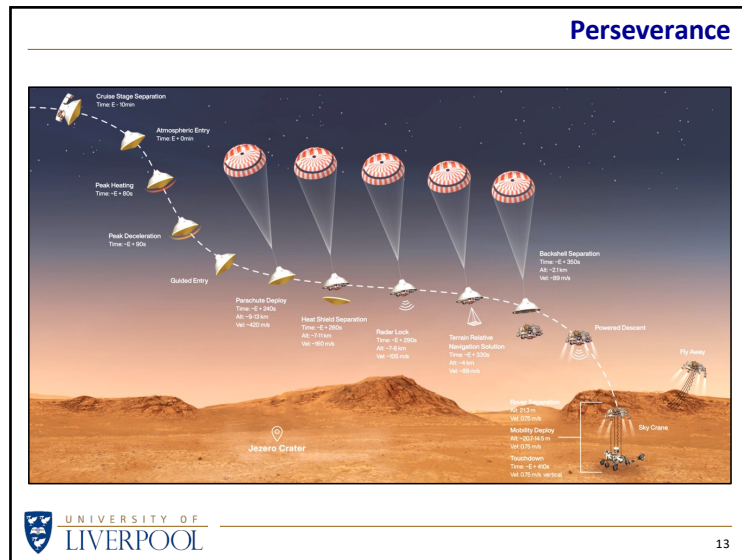 Perseverance
Cruise Stage Separation
Time: E - 10min
Atmospheric Entry
Time: E + 0min
Peak Heating
Time: ~E + 80s
Peak Deceleration
Time: ~E + 90s
Guided Entry
Parachute Deploy
Time: ~E + 240s
Alt: ~9-13 km
Vel: ~420 m/s
Heat Shield Separation
Time: ~E + 260s
Alt: ~7-11 km
Vel: ~160 m/s
Radar Lock
Time: ~E + 290s
Alt: ~7-8 km
Vel: ~105 m/s
Terrain Relative
Navigation Solution
Time: ~E + 330s
Alt: ~4 km
Vel: ~98 m/s
Backshell Separation
Time: ~E + 350s
Alt: ~2.1 km
Vel: ~89 m/s
Powered Descent
Fly Away
Rover Separation
Alt: 21.3 m
Vel: 0.75 m/s
Mobility Deploy
Alt: ~20.7-14.5 m
Vel: 0.75 m/s
Touchdown
Time: ~E + 410s
Vel: 0.75 m/s vertical
Sky Crane
Jezero Crater
UNIVERSITY OF
LIVERPOOL
13